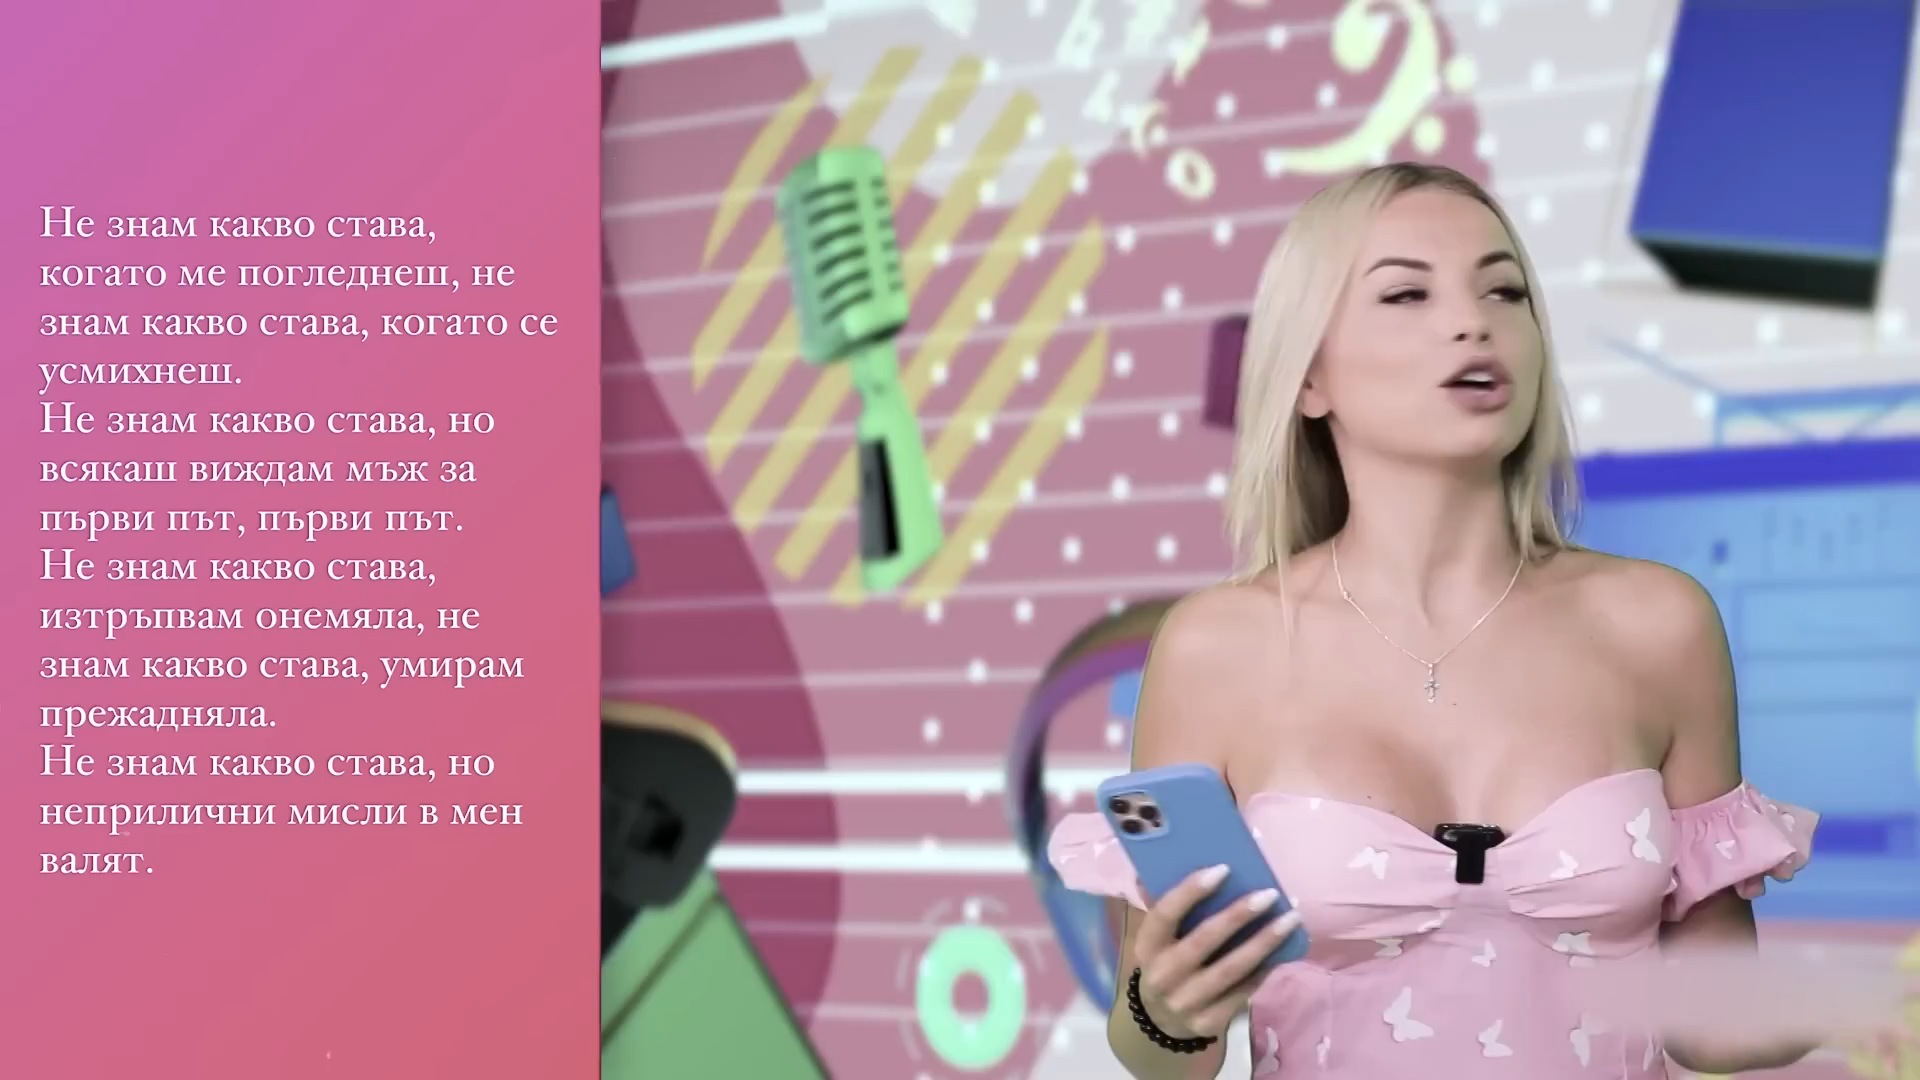 Не знам какво става,
когато ме погледнеш, не
знам какво става, когато се
усмихнеш.
Не знам какво става, но
всякаш виждам мъж за
първи път, първи път.
Не знам какво става,
изтръпвам онемяла, не
знам какво става, умирам
прежадняла.
Не знам какво става, но
неприлични мисли в мен
валят.